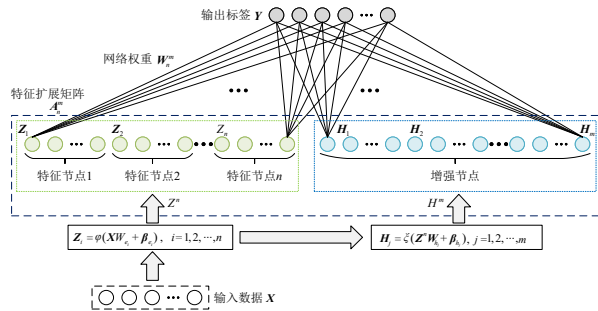 输出标签 Y
网络权重 W_n^m
特征扩展矩阵
A_n^m
Z_1 Z_2 Z_n H_1 H_2 H_m
特征节点1 特征节点2 特征节点n 增强节点
Z^n H^m
Z_i=φ(XW_{e_i}+β_{e_i}), i=1,2,⋯,n H_j=ξ(Z^nW_{h_j}+β_{h_j}), j=1,2,⋯,m
输入数据 X